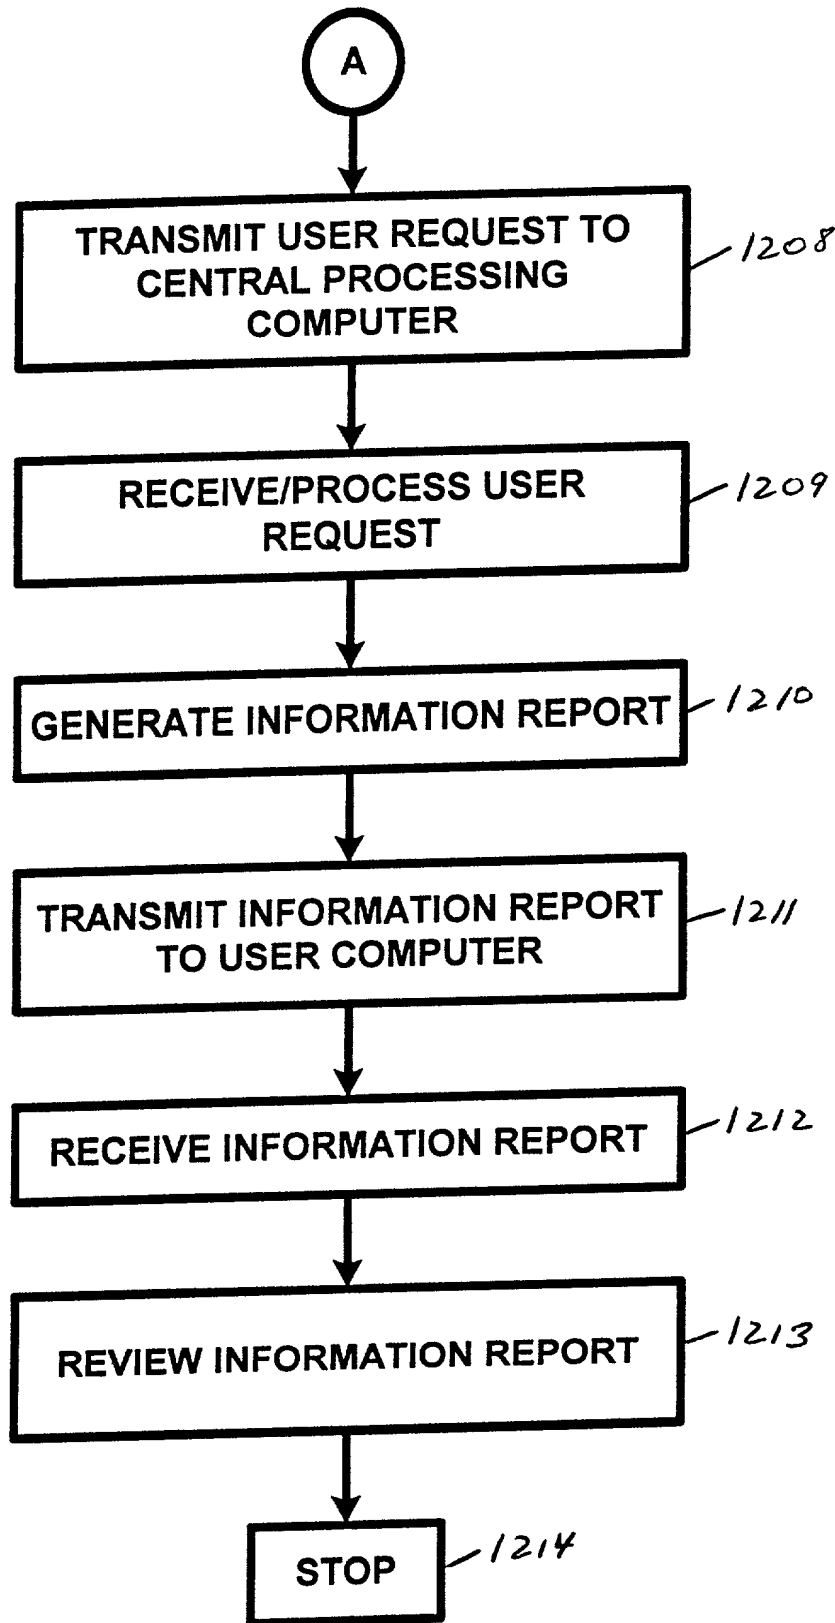 A
TRANSMIT USER REQUEST TO
CENTRAL PROCESSING
COMPUTER
1208
RECEIVE/PROCESS USER
REQUEST
1209
GENERATE INFORMATION REPORT
1210
TRANSMIT INFORMATION REPORT
TO USER COMPUTER
1211
RECEIVE INFORMATION REPORT
1212
REVIEW INFORMATION REPORT
1213
STOP
1214